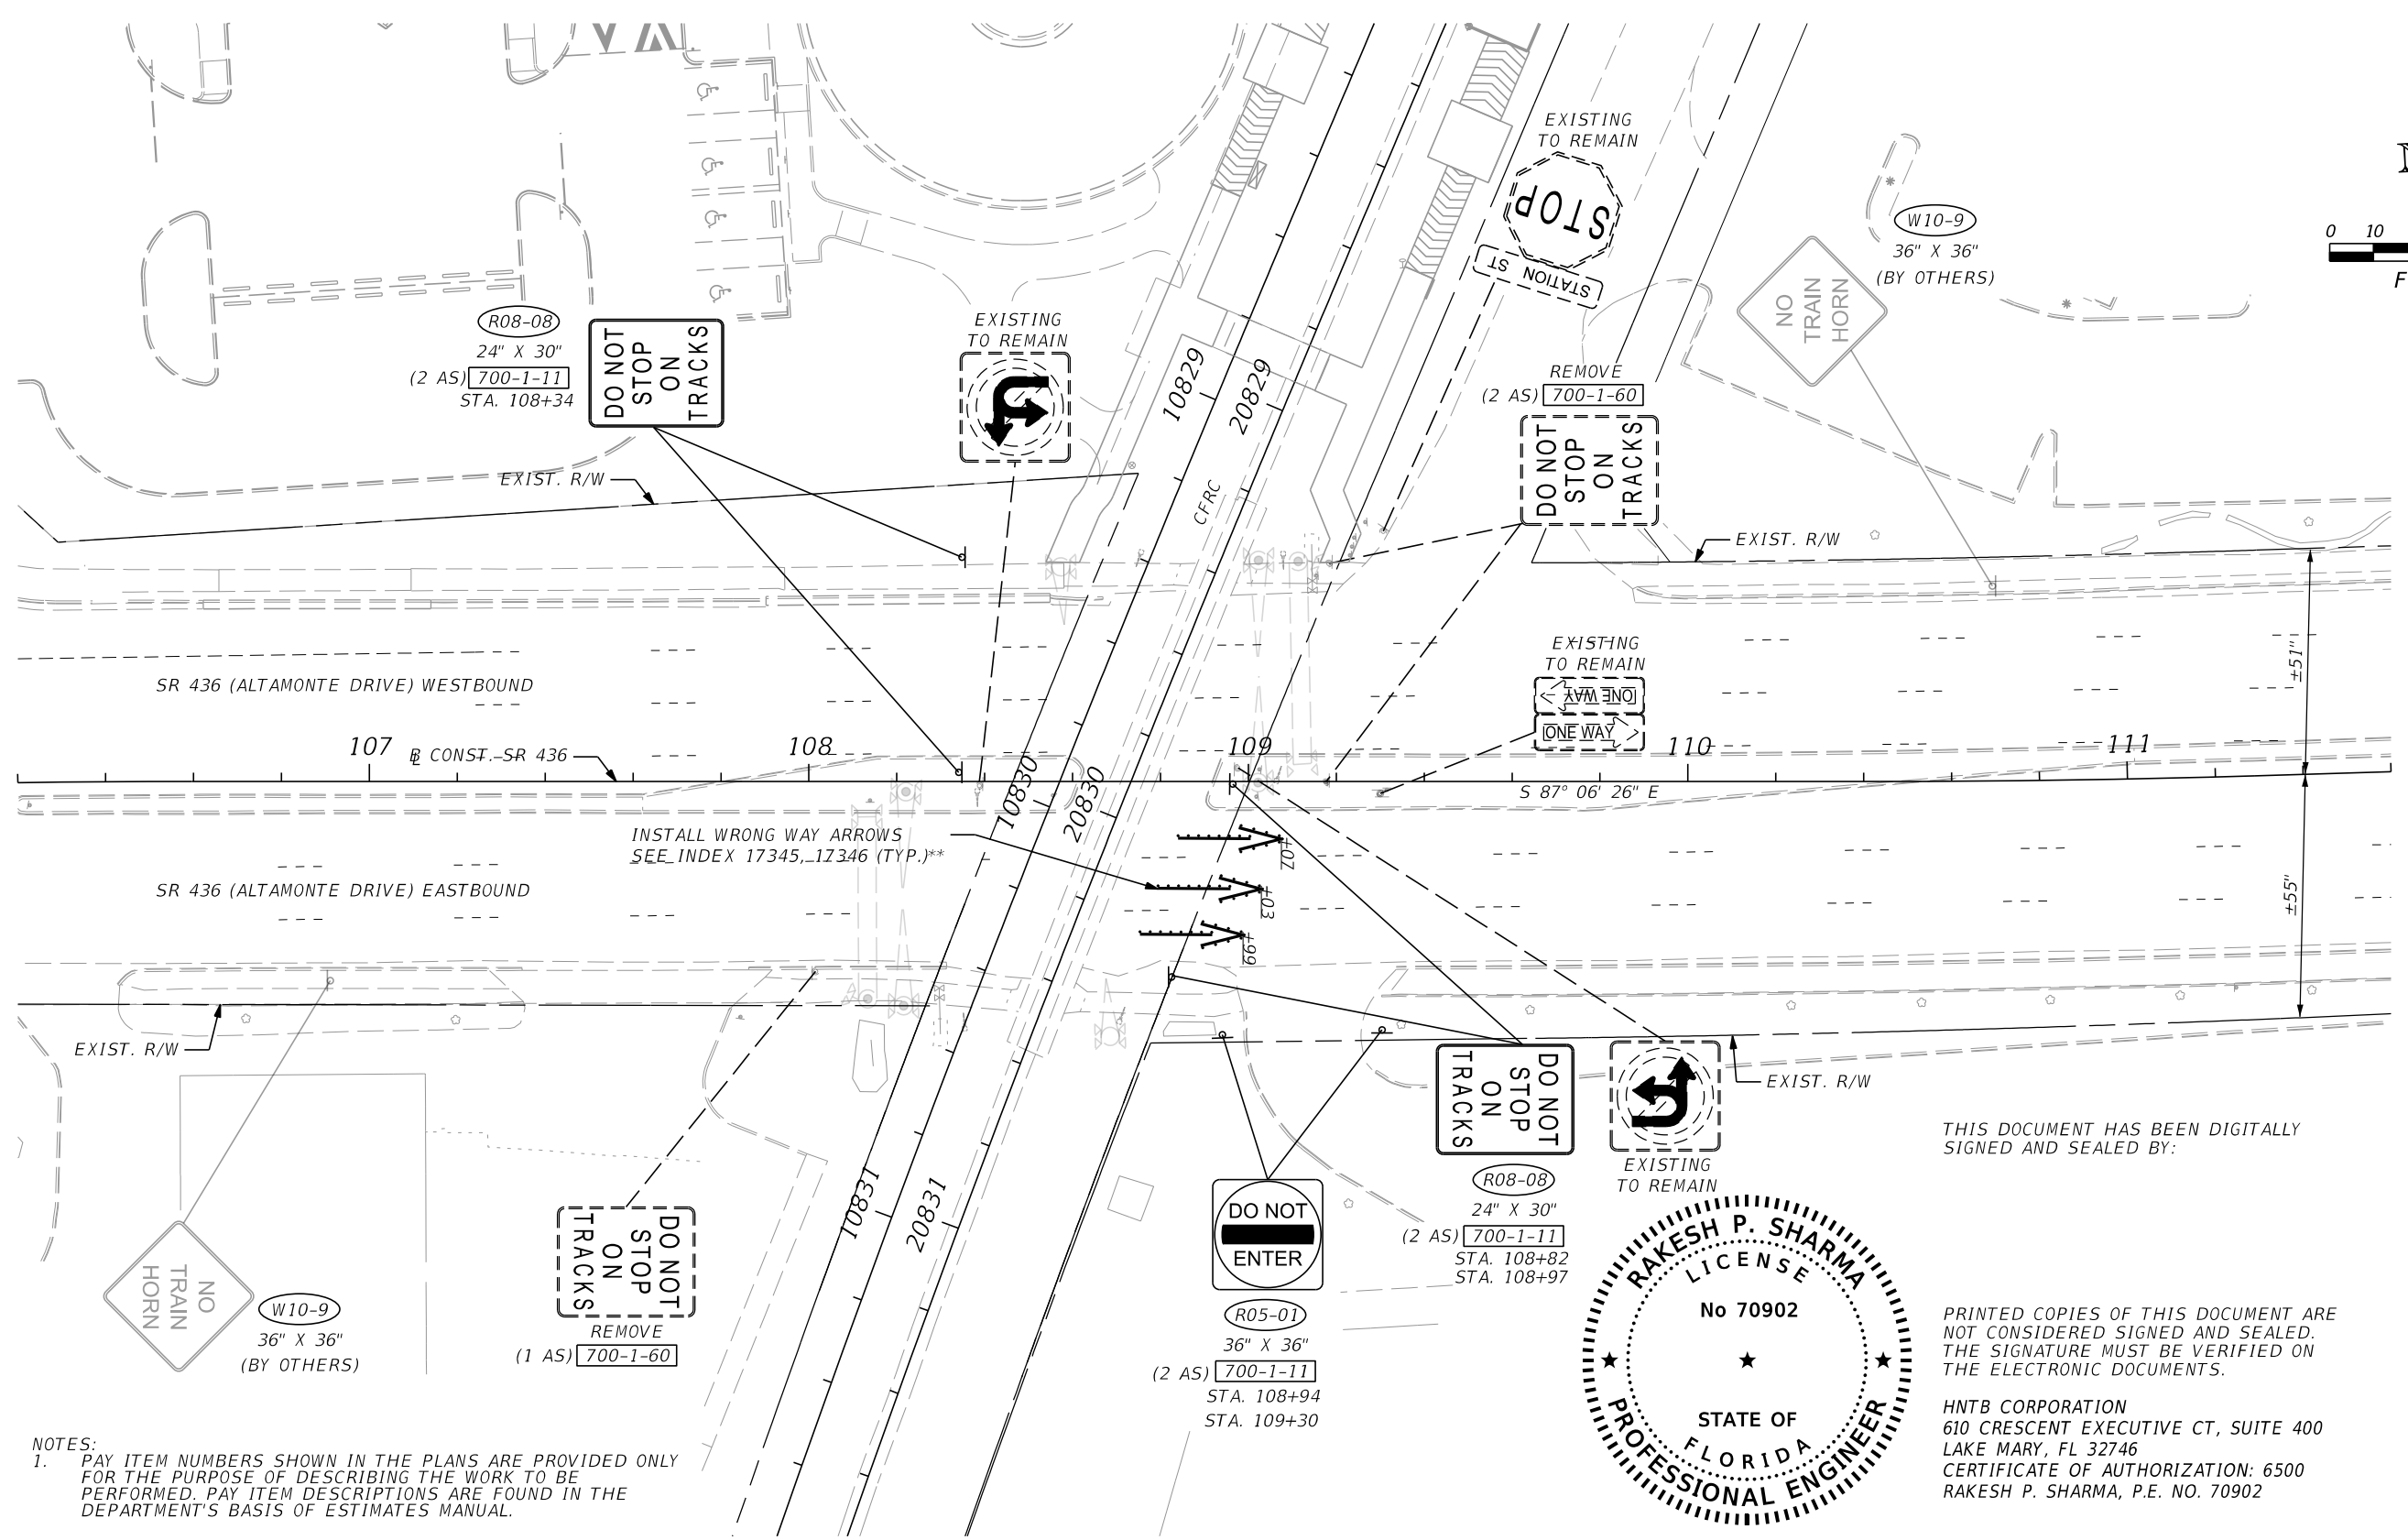 EXISTING
TO REMAIN
STOP
STATION ST
W10-9
36" X 36"
(BY OTHERS)
NO
TRAIN
HORN
0 10
F
R08-08
24" X 30"
(2 AS) 700-1-11
STA. 108+34
DO NOT
STOP
ON
TRACKS
EXISTING
TO REMAIN
10829
20829
CFRC
REMOVE
(2 AS) 700-1-60
DO NOT
STOP
ON
TRACKS
EXIST. R/W
EXIST. R/W
EXISTING
TO REMAIN
ONE WAY
ONE WAY
±51"
SR 436 (ALTAMONTE DRIVE) WESTBOUND
107
108
109
110
111
BL CONST. SR 436
S 87° 06' 26" E
10830
20830
INSTALL WRONG WAY ARROWS
SEE INDEX 17345, 17346 (TYP.)**
+07
+03
+99
SR 436 (ALTAMONTE DRIVE) EASTBOUND
±55"
EXIST. R/W
EXIST. R/W
DO NOT
STOP
ON
TRACKS
R08-08
24" X 30"
(2 AS) 700-1-11
STA. 108+82
STA. 108+97
EXISTING
TO REMAIN
10831
20831
DO NOT
ENTER
R05-01
36" X 36"
(2 AS) 700-1-11
STA. 108+94
STA. 109+30
DO NOT
STOP
ON
TRACKS
REMOVE
(1 AS) 700-1-60
NO
TRAIN
HORN
W10-9
36" X 36"
(BY OTHERS)
THIS DOCUMENT HAS BEEN DIGITALLY
SIGNED AND SEALED BY:
RAKESH P. SHARMA
LICENSE
No 70902
STATE OF
FLORIDA
PROFESSIONAL ENGINEER
PRINTED COPIES OF THIS DOCUMENT ARE
NOT CONSIDERED SIGNED AND SEALED.
THE SIGNATURE MUST BE VERIFIED ON
THE ELECTRONIC DOCUMENTS.
HNTB CORPORATION
610 CRESCENT EXECUTIVE CT, SUITE 400
LAKE MARY, FL 32746
CERTIFICATE OF AUTHORIZATION: 6500
RAKESH P. SHARMA, P.E. NO. 70902
NOTES:
1. PAY ITEM NUMBERS SHOWN IN THE PLANS ARE PROVIDED ONLY
FOR THE PURPOSE OF DESCRIBING THE WORK TO BE
PERFORMED. PAY ITEM DESCRIPTIONS ARE FOUND IN THE
DEPARTMENT'S BASIS OF ESTIMATES MANUAL.